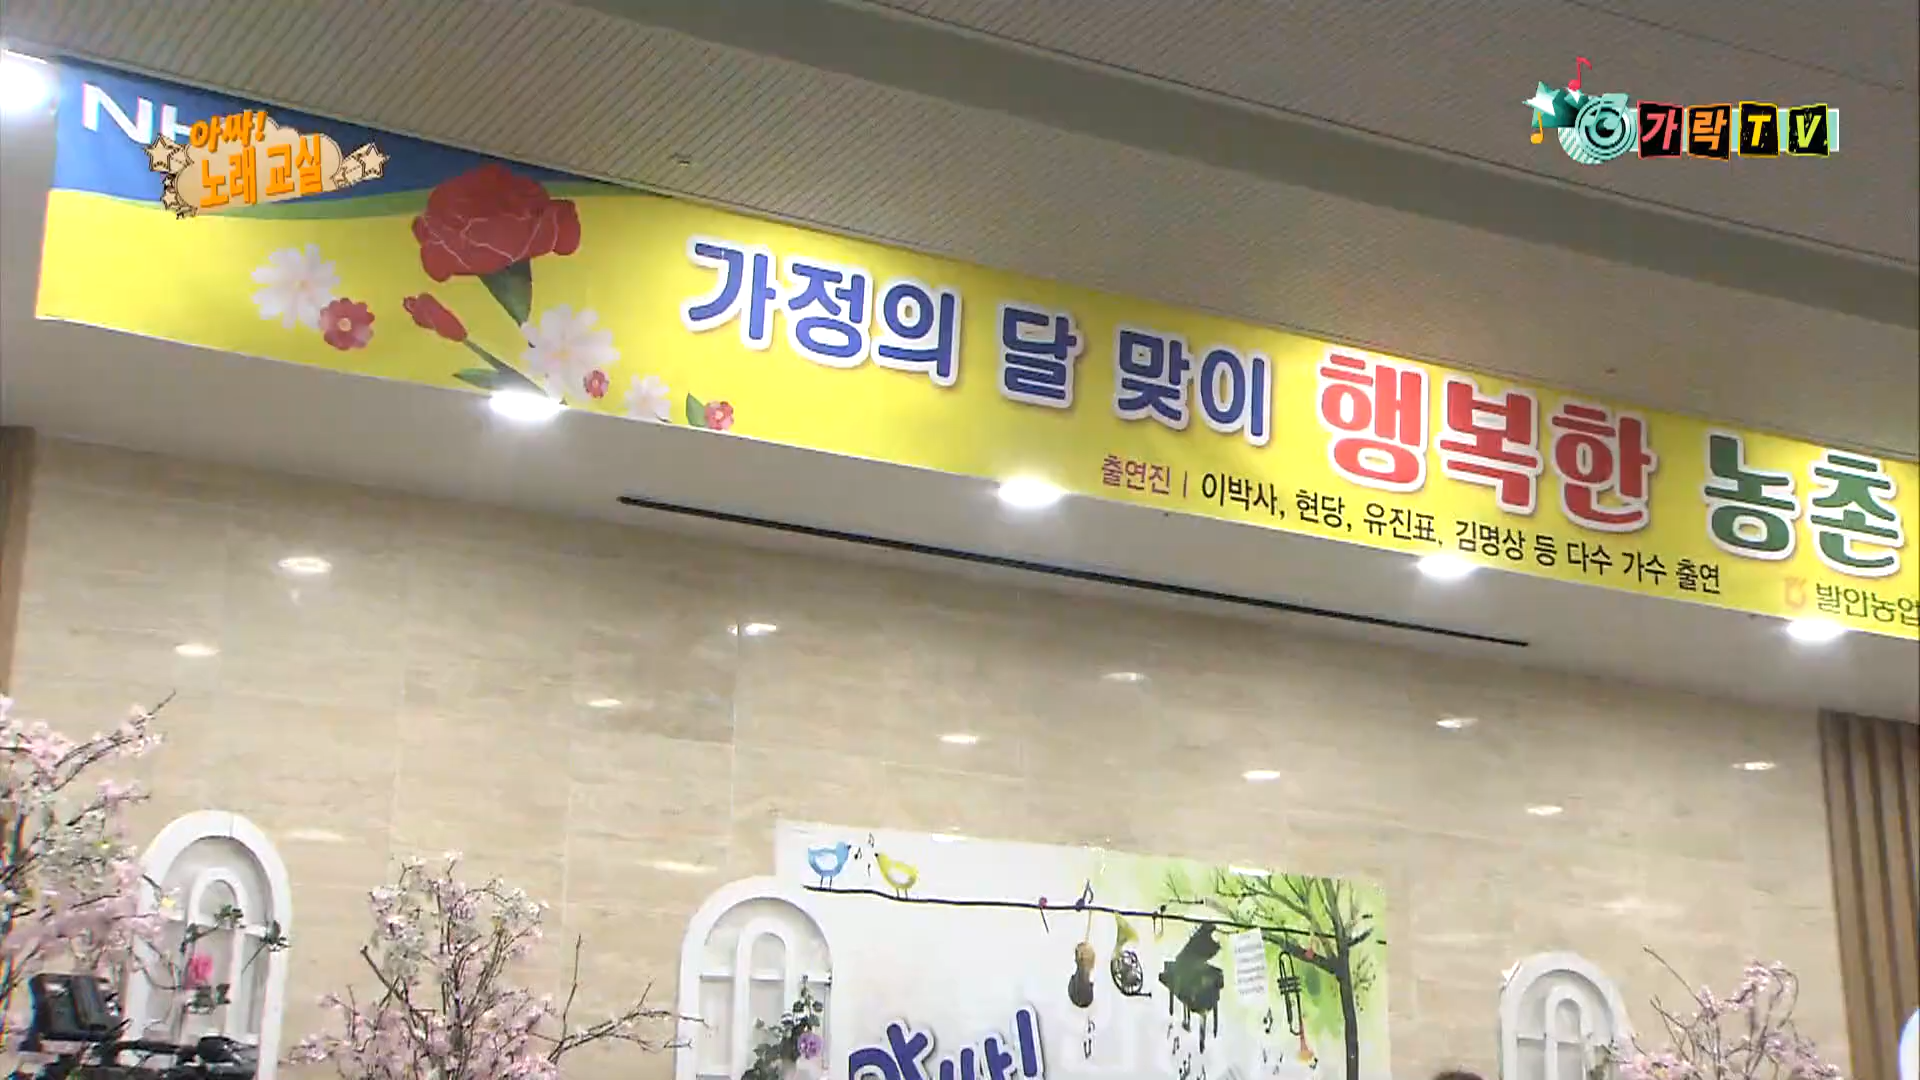 아싸!
노래 교실
가락TV
가정의 달 맞이 행복한 농촌
출연진 | 이박사, 현당, 유진표, 김명상 등 다수 가수 출연
발안농업
아싸!